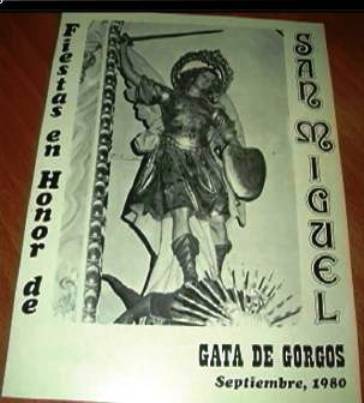 Fiestas en Honor de
SAN MIGUEL
GATA DE GORGOS
Septiembre, 1980